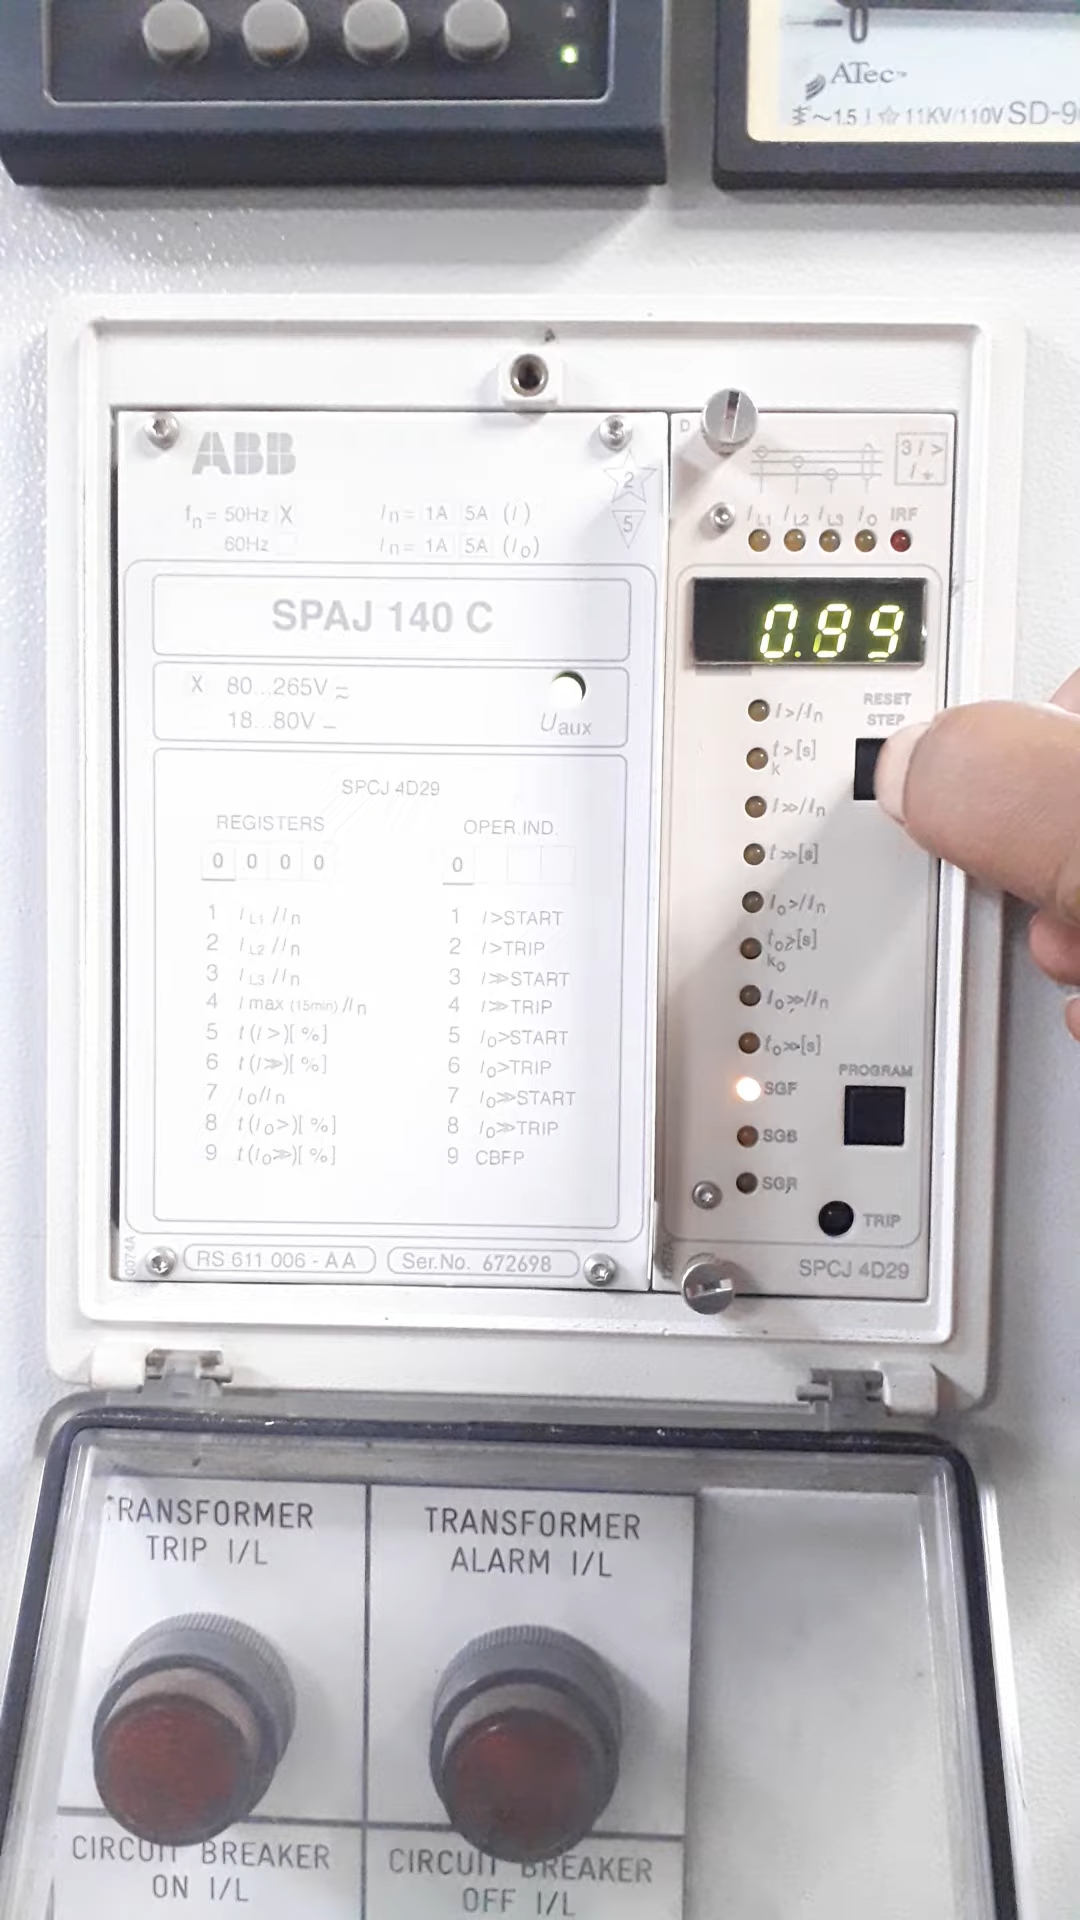 ATec™
~1.5 11KV/110V SD-9
ABB
fn = 50Hz X
60Hz
In = 1A 5A (I)
In = 1A 5A (Io)
2
5
SPAJ 140 C
X 80...265V
18...80V
Uaux
SPCJ 4D29
REGISTERS
0 0 0 0
1 IL1/In
2 IL2/In
3 IL3/In
4 I max (15min)/In
5 t(I>)[%]
6 t(I>>)[%]
7 Io/In
8 t(Io>)[%]
9 t(Io>>)[%]
OPER.IND.
0
1 I>START
2 I>TRIP
3 I>>START
4 I>>TRIP
5 Io>START
6 Io>TRIP
7 Io>>START
8 Io>>TRIP
9 CBFP
0074A
RS 611 006 - AA
Ser.No. 672698
D
3I>
I
IL1 IL2 IL3 Io IRF
0.89
RESET
STEP
I>/In
t>[s]
k
I>>/In
t>>[s]
Io>/In
to>[s]
ko
Io>>/In
to>>[s]
SGF
SGB
SGR
PROGRAM
TRIP
SPCJ 4D29
TRANSFORMER
TRIP I/L
TRANSFORMER
ALARM I/L
CIRCUIT BREAKER
ON I/L
CIRCUIT BREAKER
OFF I/L